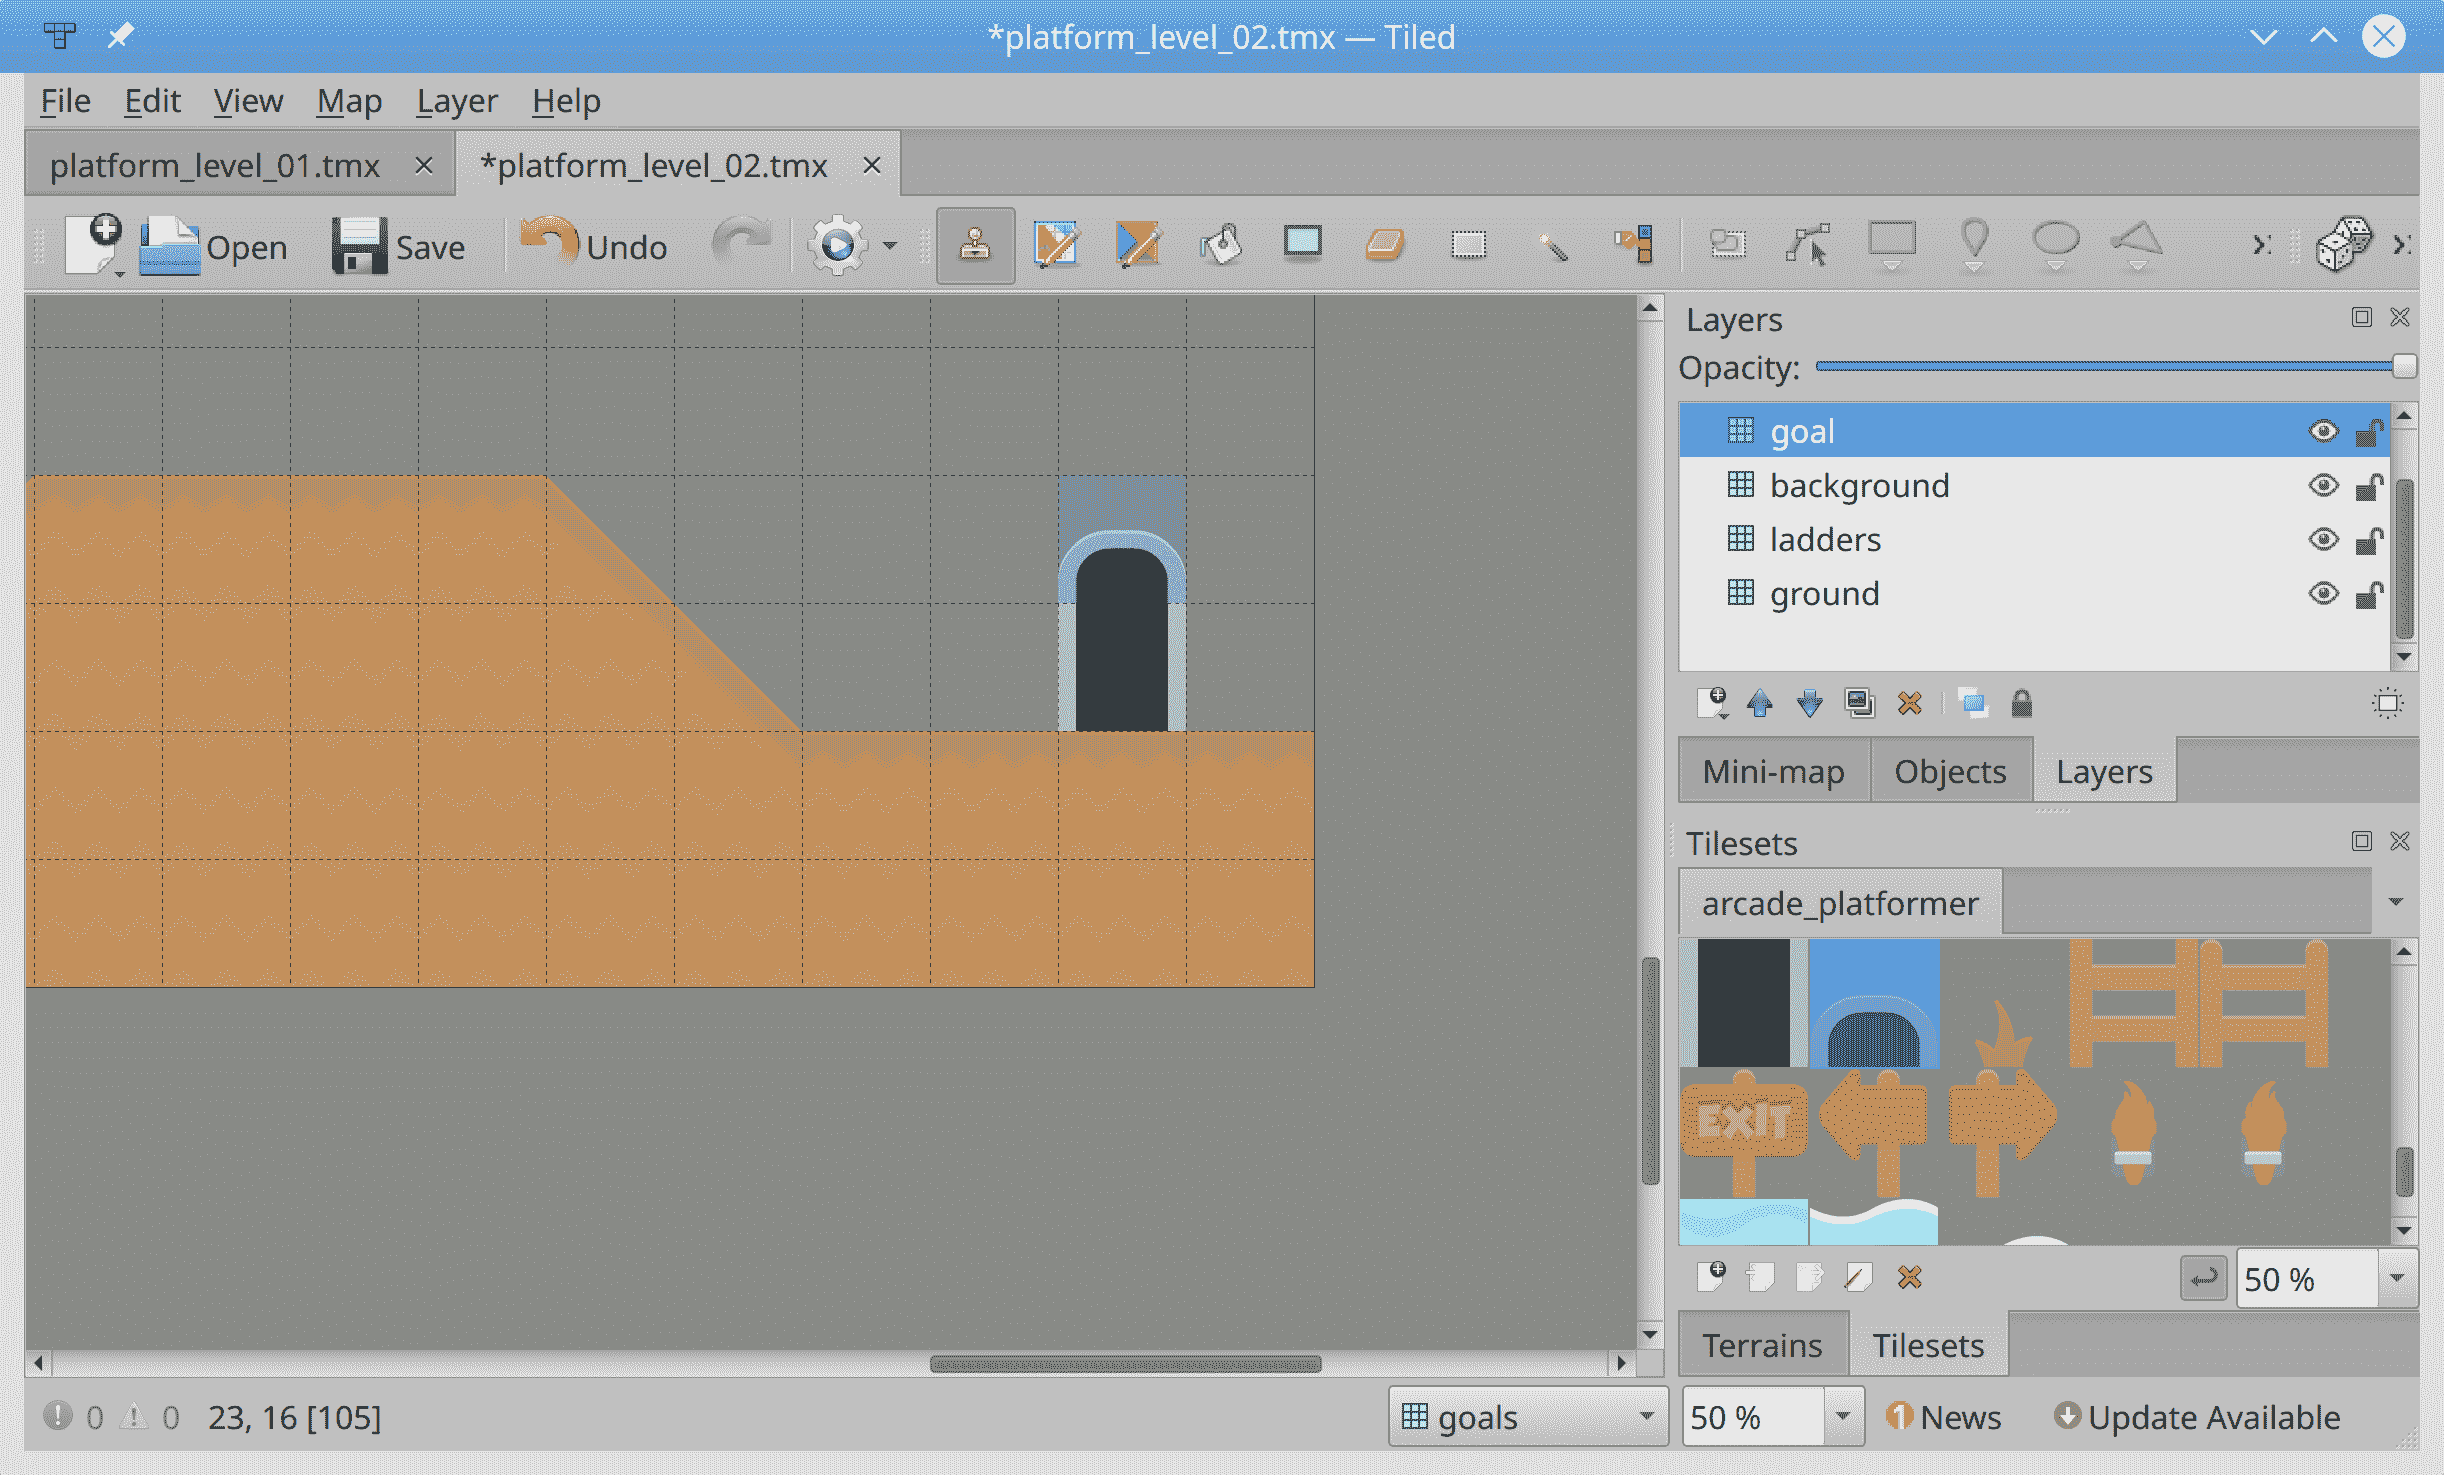 *platform_level_02.tmx — Tiled
File Edit View Map Layer Help
platform_level_01.tmx *platform_level_02.tmx
Open Save Undo
Layers
Opacity:
goal
background
ladders
ground
Mini-map Objects Layers
Tilesets
arcade_platformer
EXIT
50 %
Terrains Tilesets
0 0 23, 16 [105] goals 50 % 1 News Update Available